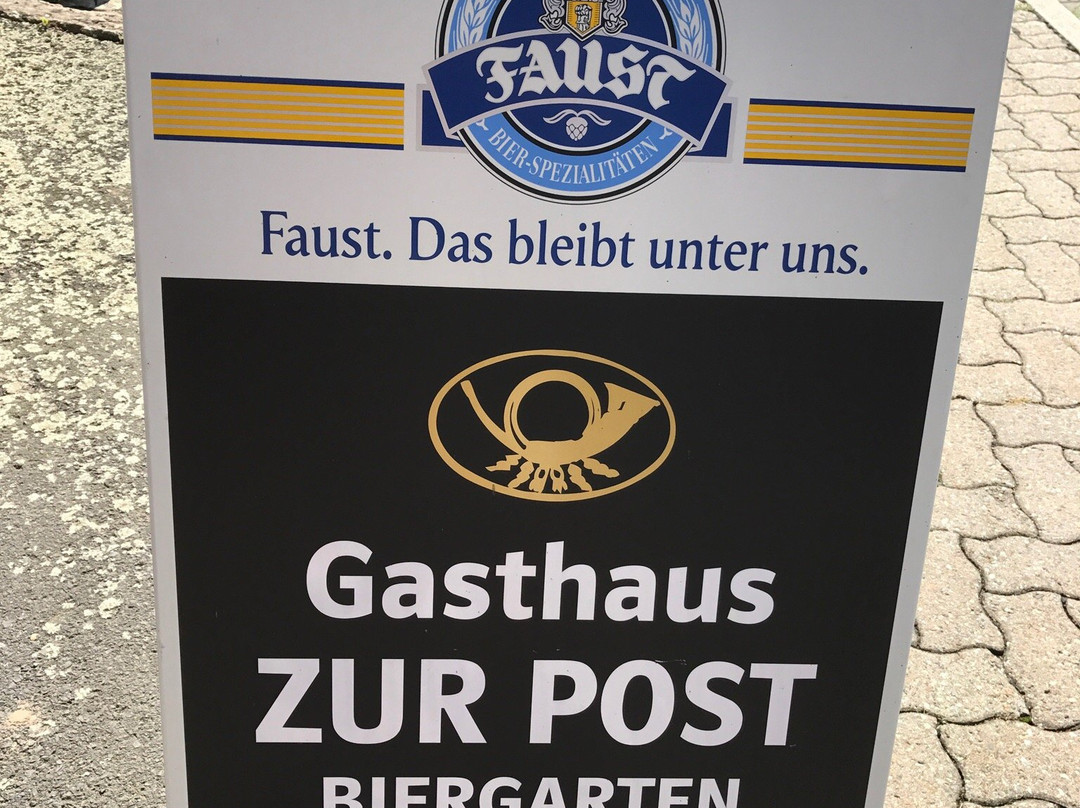 FAUST
BIER-SPEZIALITÄTEN
Faust. Das bleibt unter uns.
Gasthaus
ZUR POST
BIERGARTEN